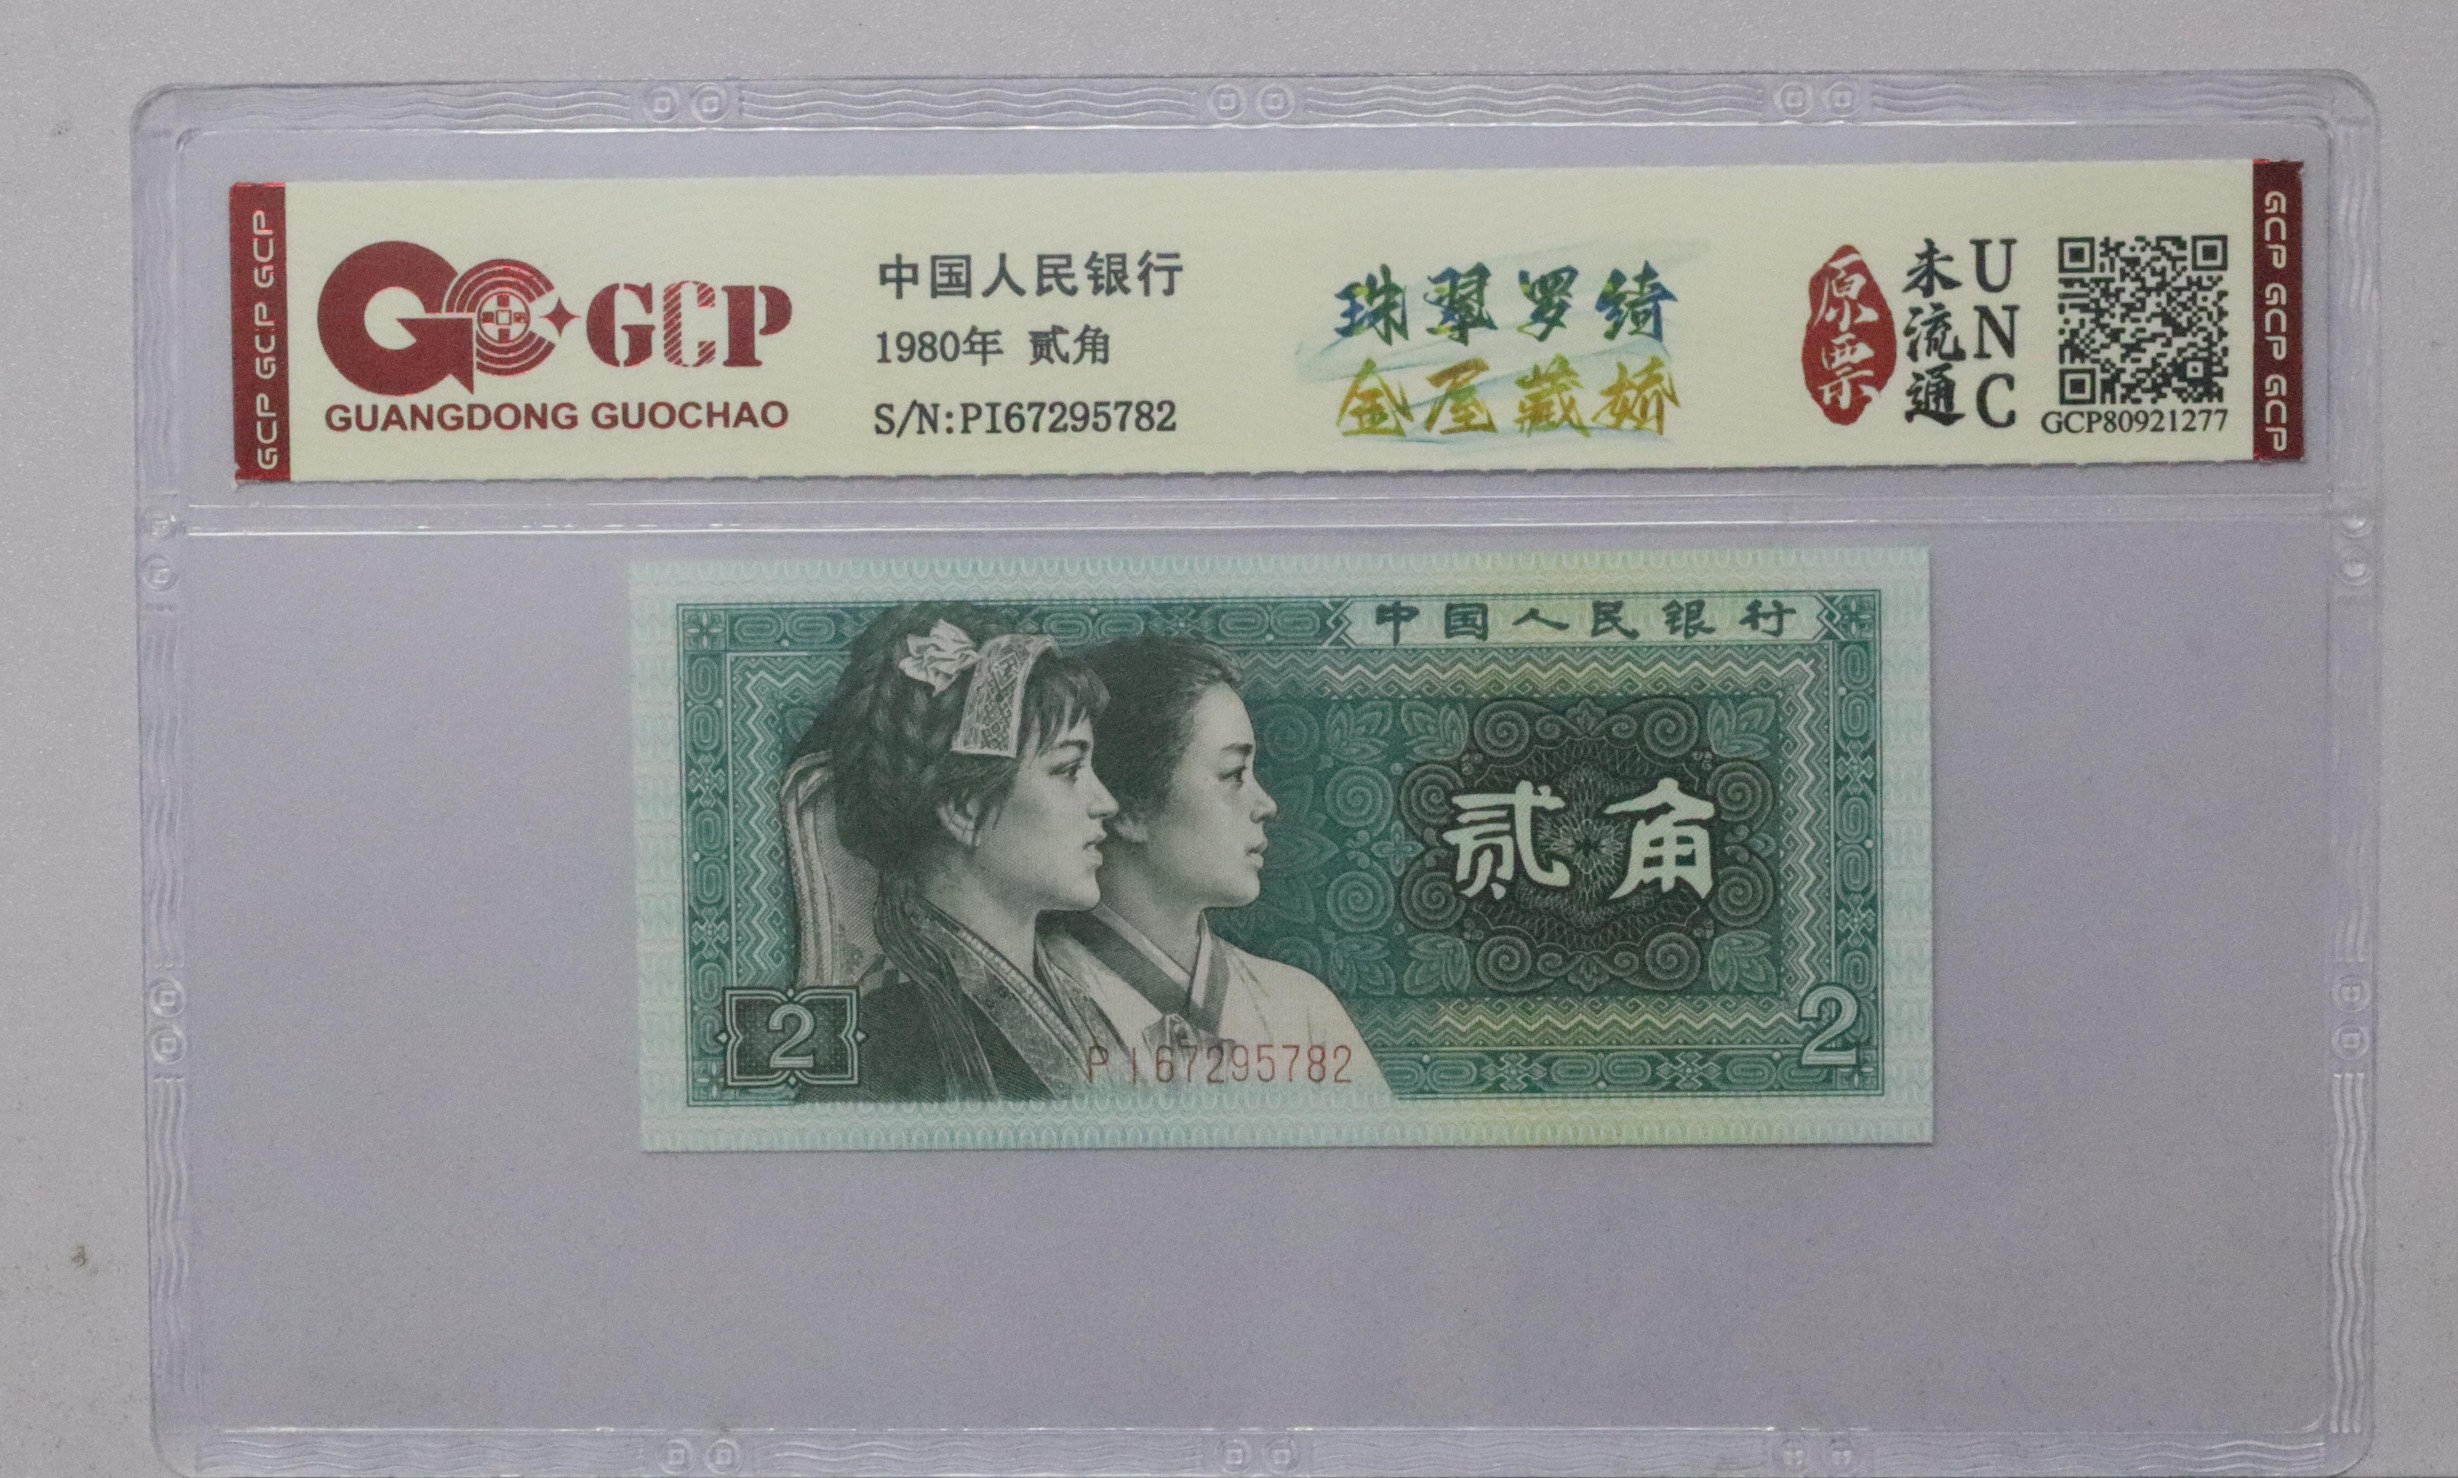 GCP GCP GCP
GCP
GUANGDONG GUOCHAO
中国人民银行
1980年 贰角
S/N:PI67295782
珠翠罗绮
金屋藏娇
原票
未流通
UNC
GCP80921277
GCP GCP GCP
中国人民银行
贰角
2
PI67295782
2